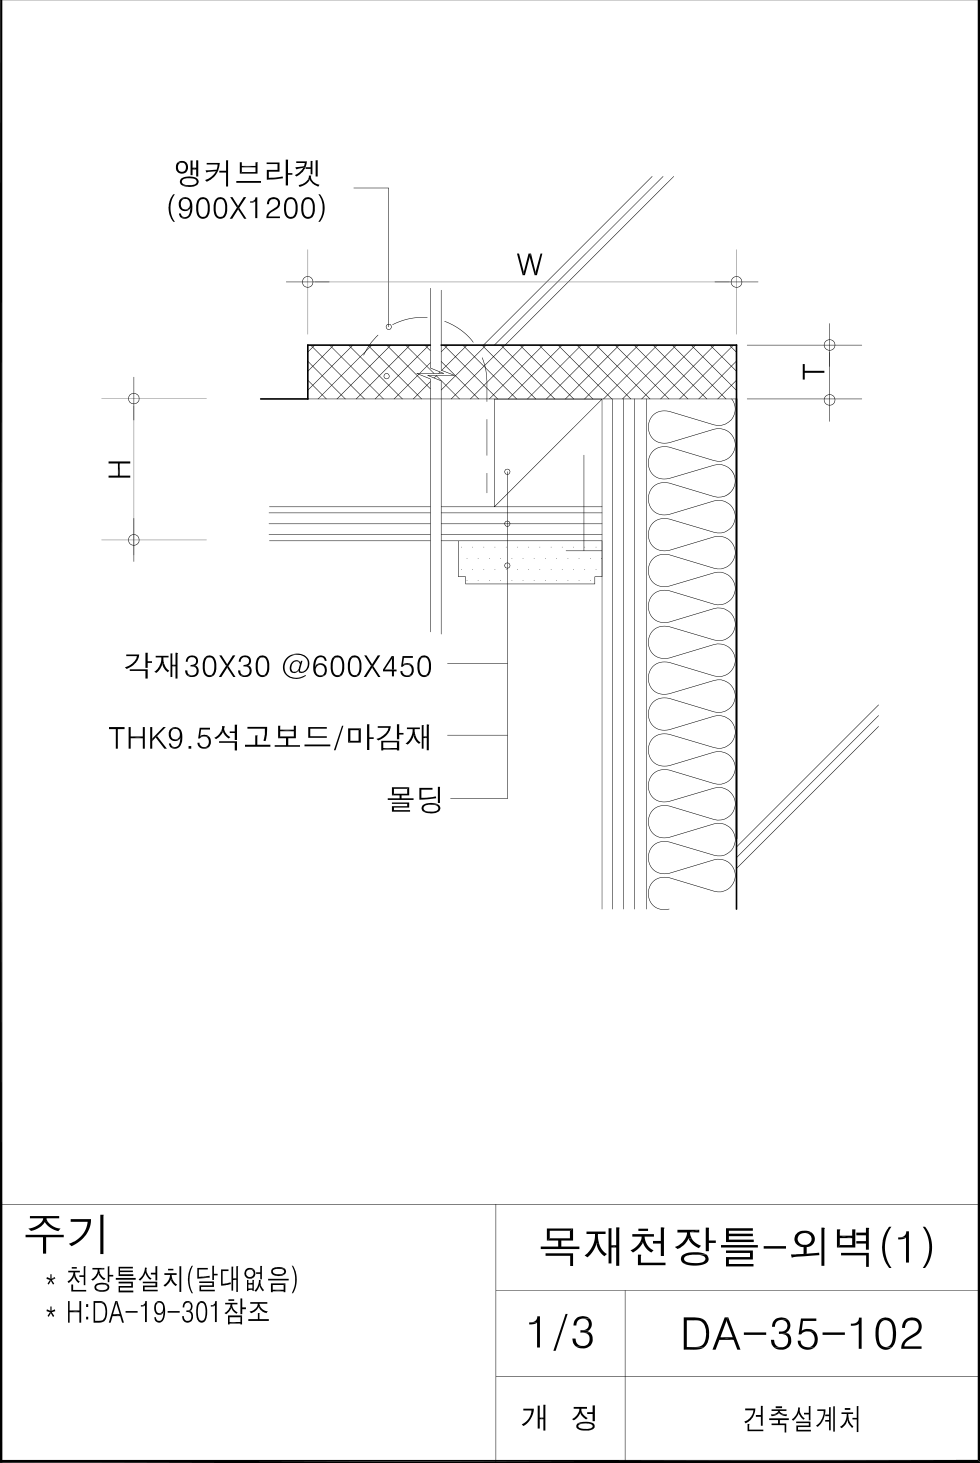 앵커브라켓
(900X1200)
W
T
H
각재30X30 @600X450
THK9.5석고보드/마감재
몰딩
주기
* 천장틀설치(달대없음)
* H:DA-19-301참조
목재천장틀-외벽(1)
1/3
DA-35-102
개 정
건축설계처